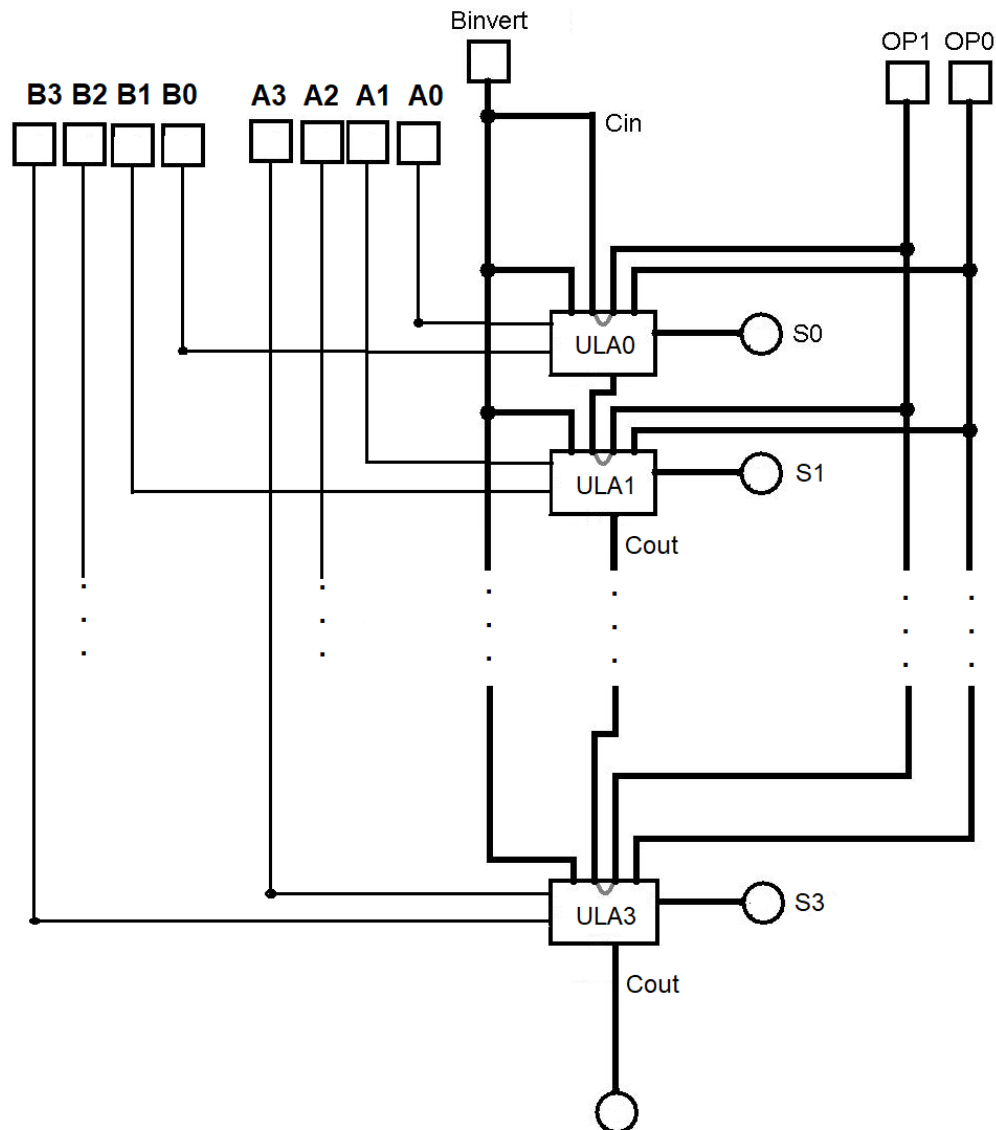 Binvert
OP1 OP0
B3 B2 B1 B0 A3 A2 A1 A0
Cin
ULA0 S0
ULA1 S1
Cout
ULA3 S3
Cout